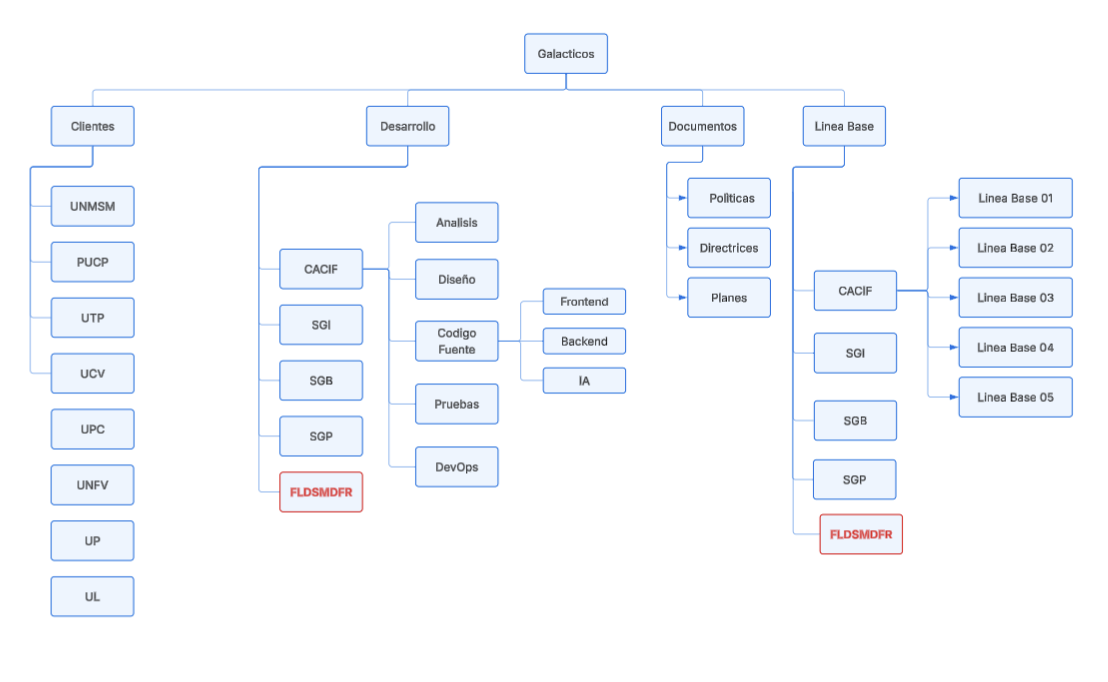 Galacticos
Clientes
Desarrollo
Documentos
Linea Base
UNMSM
PUCP
UTP
UCV
UPC
UNFV
UP
UL
CACIF
SGI
SGB
SGP
FLDSMDFR
Analisis
Diseño
Codigo
Fuente
Pruebas
DevOps
Frontend
Backend
IA
Políticas
Directrices
Planes
CACIF
SGI
SGB
SGP
FLDSMDFR
Linea Base 01
Linea Base 02
Linea Base 03
Linea Base 04
Linea Base 05